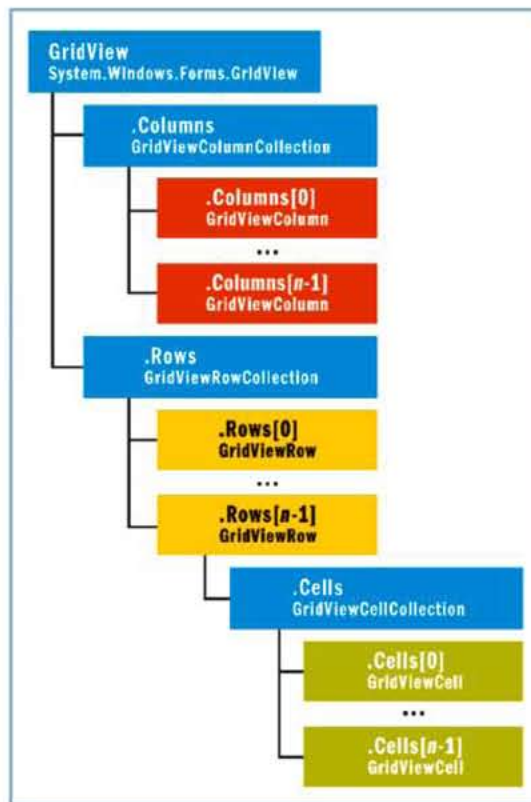 GridView
System.Windows.Forms.GridView
.Columns
GridViewColumnCollection
.Columns[0]
GridViewColumn
...
.Columns[n-1]
GridViewColumn
.Rows
GridViewRowCollection
.Rows[0]
GridViewRow
...
.Rows[n-1]
GridViewRow
.Cells
GridViewCellCollection
.Cells[0]
GridViewCell
...
.Cells[n-1]
GridViewCell